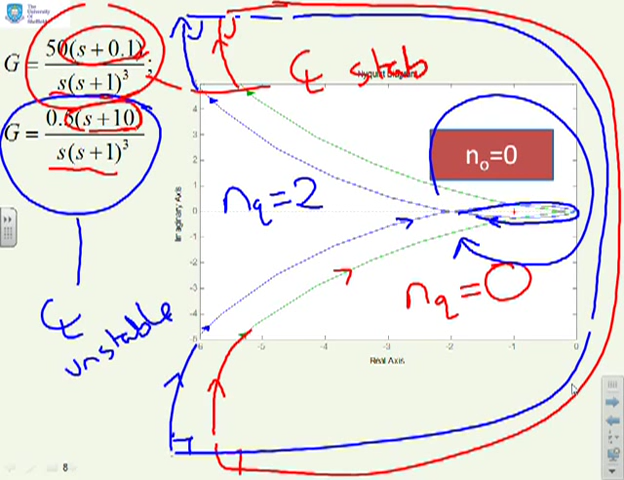 The
University
Of
Sheffield
G = 50(s+0.1) / s(s+1)³ ;
G = 0.5(s+10) / s(s+1)³
CL stab
Nyquist Diagram
n₀=0
n_q=2
n_q=0
CL
unstable
Imaginary Axis
4
3
2
1
0
-1
-2
-3
-4
-5
-6
-5
-4
-3
-2
-1
0
Real Axis
8